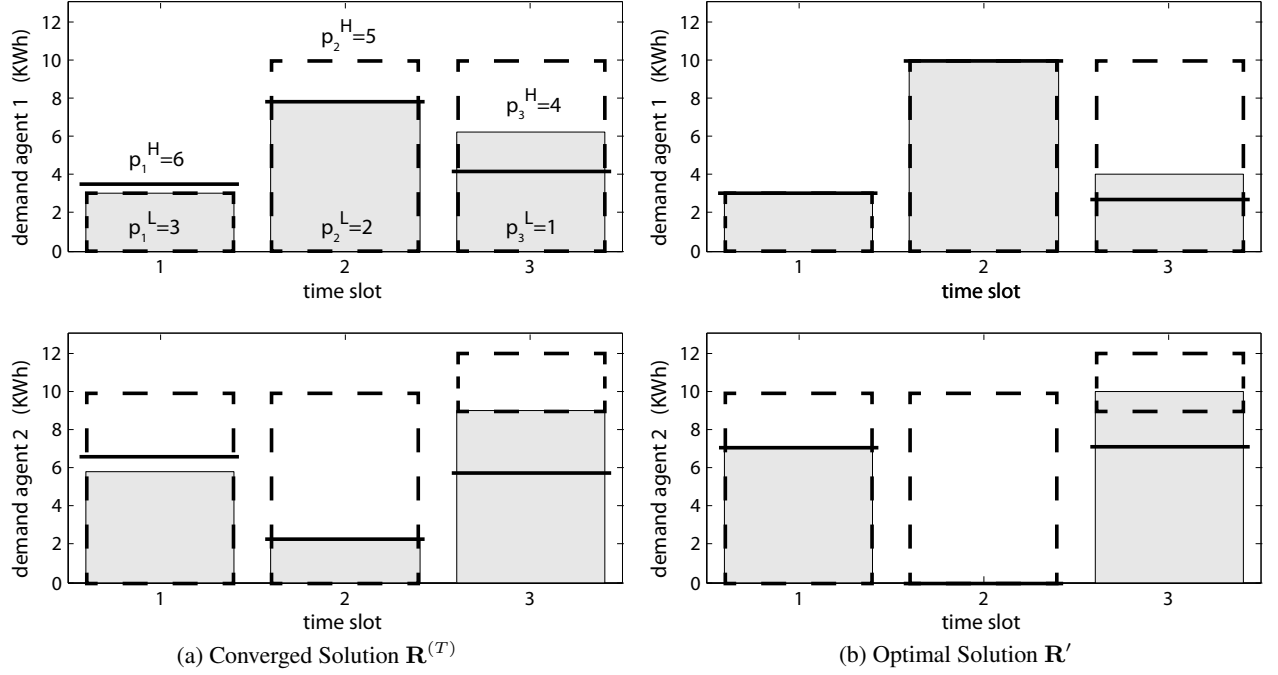 12
10
8
6
4
2
0
demand agent 1 (KWh)
p₁ᴴ=6
p₂ᴴ=5
p₃ᴴ=4
p₁ᴸ=3
p₂ᴸ=2
p₃ᴸ=1
1 2 3
time slot
12
10
8
6
4
2
0
demand agent 1 (KWh)
1 2 3
time slot
12
10
8
6
4
2
0
demand agent 2 (KWh)
1 2 3
time slot
(a) Converged Solution R⁽ᵀ⁾
12
10
8
6
4
2
0
demand agent 2 (KWh)
1 2 3
time slot
(b) Optimal Solution R′